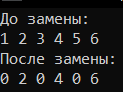 До замены:
1 2 3 4 5 6
После замены:
0 2 0 4 0 6